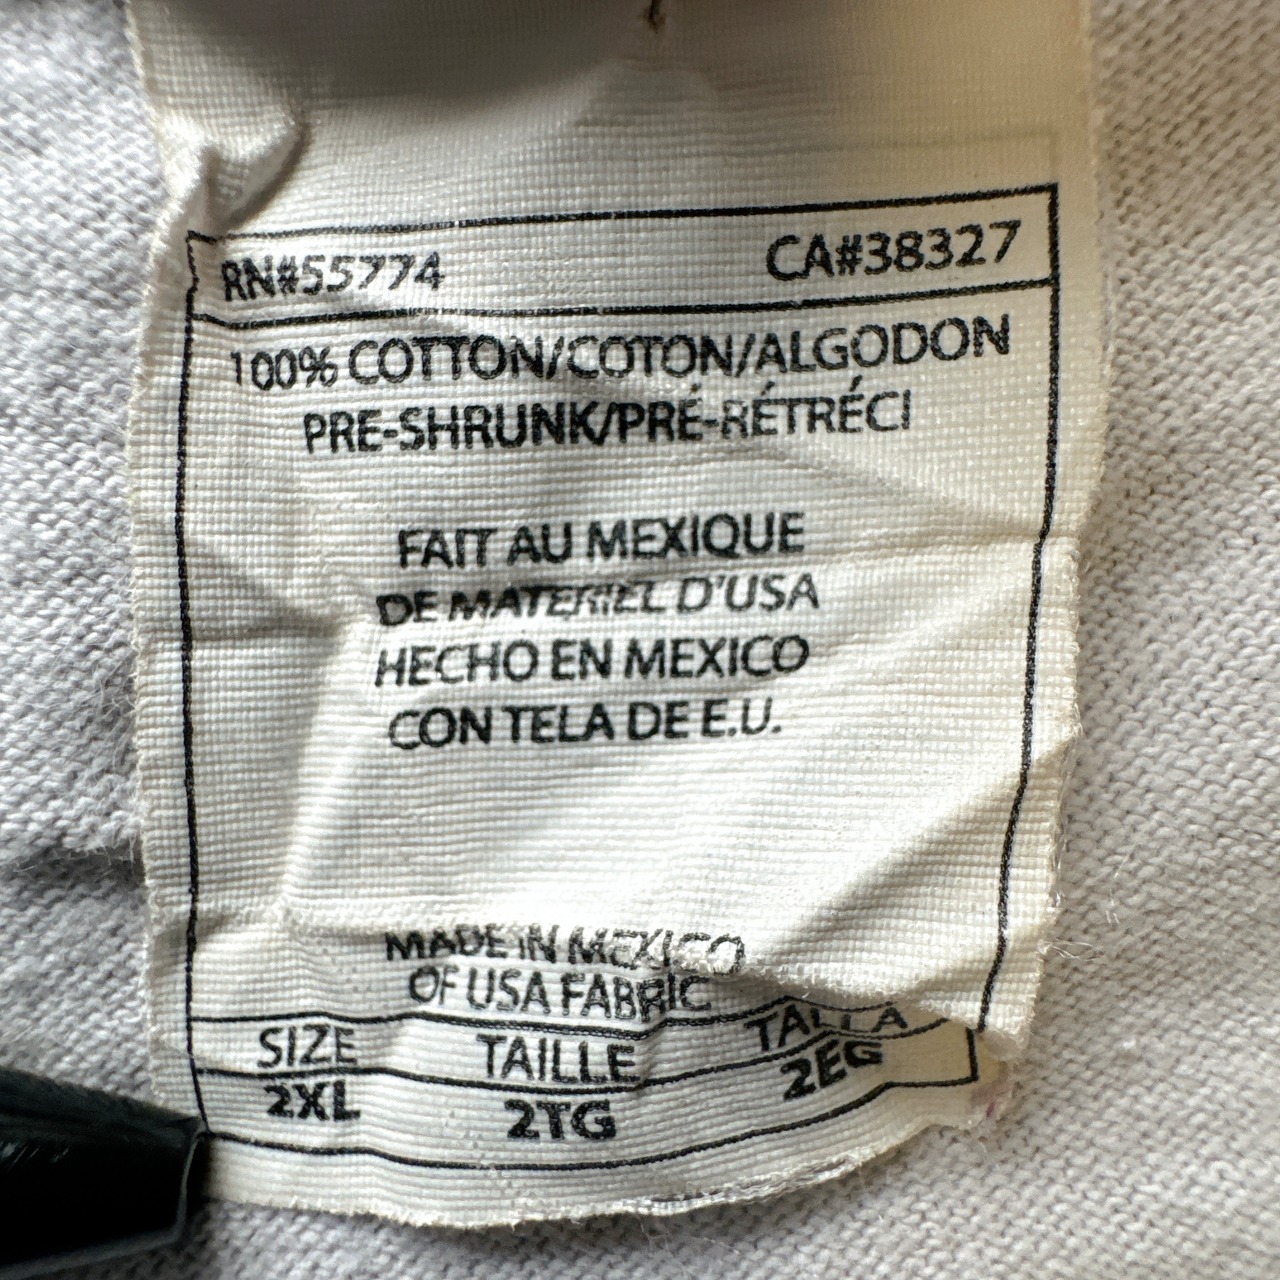 RN#55774 CA#38327
100% COTTON/COTON/ALGODON
PRE-SHRUNK/PRÉ-RÉTRÉCI
FAIT AU MEXIQUE
DE MATERIEL D'USA
HECHO EN MEXICO
CON TELA DE E.U.
MADE IN MEXICO
OF USA FABRIC
SIZE TAILLE TALLA
2XL 2TG 2EG